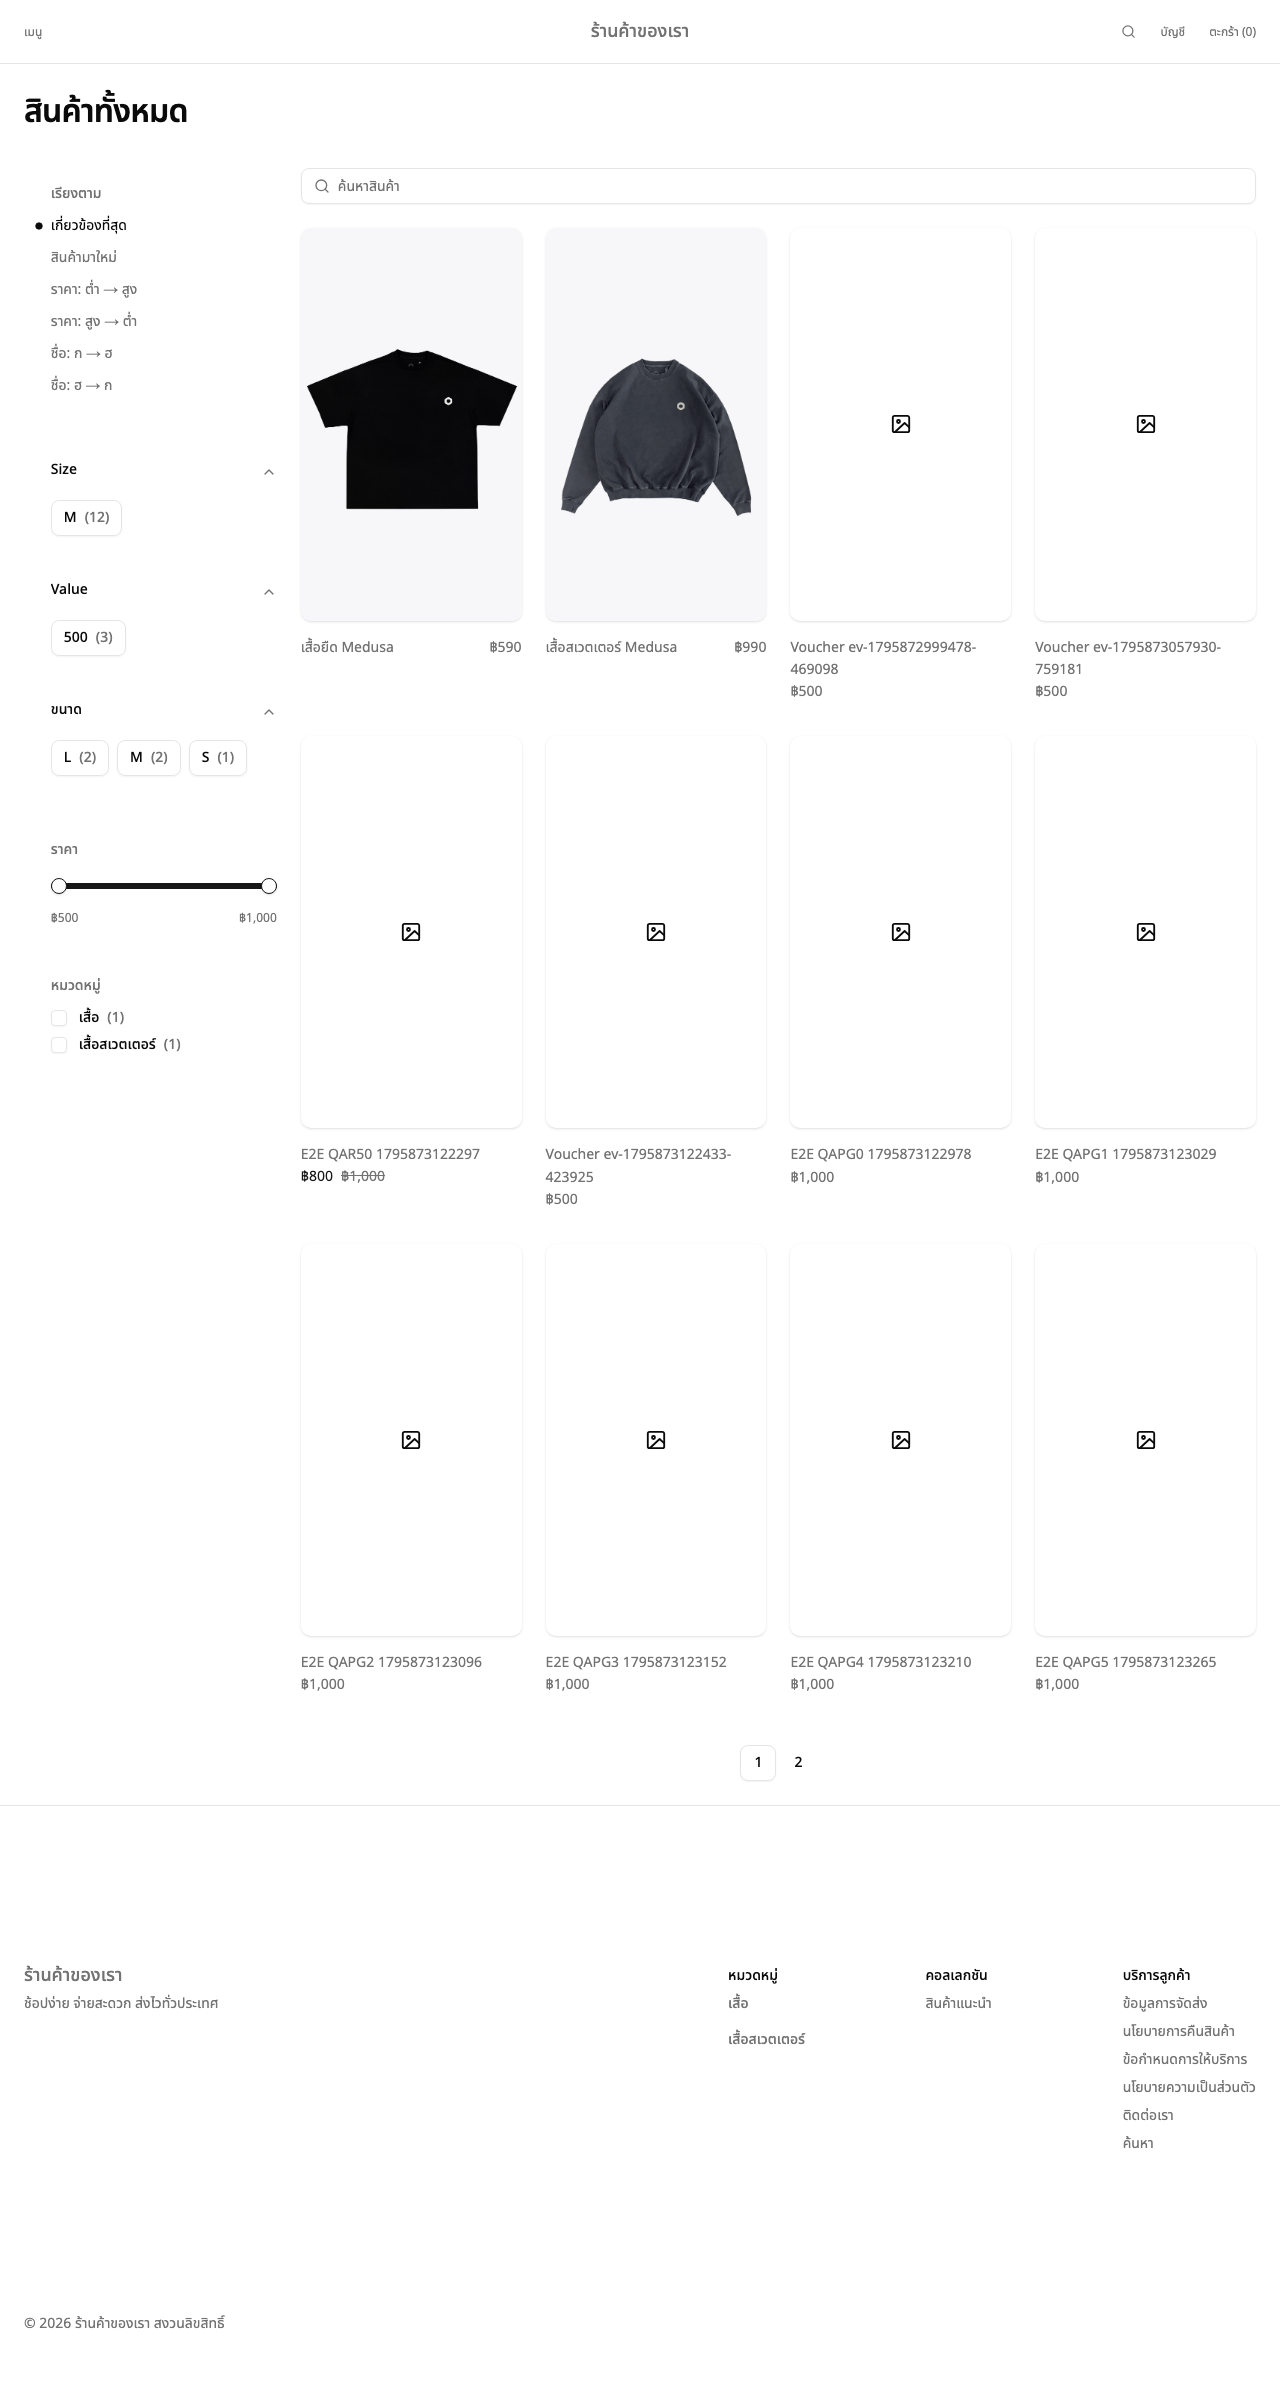 เมนู
ร้านค้าของเรา
บัญชี
ตะกร้า (0)
สินค้าทั้งหมด
เรียงตาม
เกี่ยวข้องที่สุด
สินค้ามาใหม่
ราคา: ต่ำ → สูง
ราคา: สูง → ต่ำ
ชื่อ: ก → ฮ
ชื่อ: ฮ → ก
Size
M (12)
Value
500 (3)
ขนาด
L (2)
M (2)
S (1)
ราคา
฿500
฿1,000
หมวดหมู่
เสื้อ (1)
เสื้อสเวตเตอร์ (1)
ค้นหาสินค้า
เสื้อยืด Medusa
฿590
เสื้อสเวตเตอร์ Medusa
฿990
Voucher ev-1795872999478-
469098
฿500
Voucher ev-1795873057930-
759181
฿500
E2E QAR50 1795873122297
฿800 ฿1,000
Voucher ev-1795873122433-
423925
฿500
E2E QAPG0 1795873122978
฿1,000
E2E QAPG1 1795873123029
฿1,000
E2E QAPG2 1795873123096
฿1,000
E2E QAPG3 1795873123152
฿1,000
E2E QAPG4 1795873123210
฿1,000
E2E QAPG5 1795873123265
฿1,000
1
2
ร้านค้าของเรา
ช้อปง่าย จ่ายสะดวก ส่งไวทั่วประเทศ
หมวดหมู่
เสื้อ
เสื้อสเวตเตอร์
คอลเลกชัน
สินค้าแนะนำ
บริการลูกค้า
ข้อมูลการจัดส่ง
นโยบายการคืนสินค้า
ข้อกำหนดการให้บริการ
นโยบายความเป็นส่วนตัว
ติดต่อเรา
ค้นหา
© 2026 ร้านค้าของเรา สงวนลิขสิทธิ์